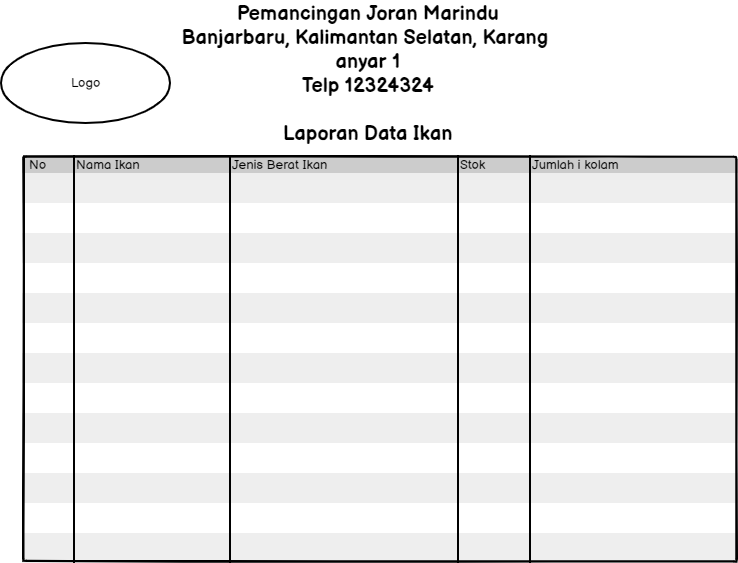 Pemancingan Joran Marindu
Banjarbaru, Kalimantan Selatan, Karang
anyar 1
Telp 12324324
Logo
Laporan Data Ikan
No Nama Ikan Jenis Berat Ikan Stok Jumlah i kolam